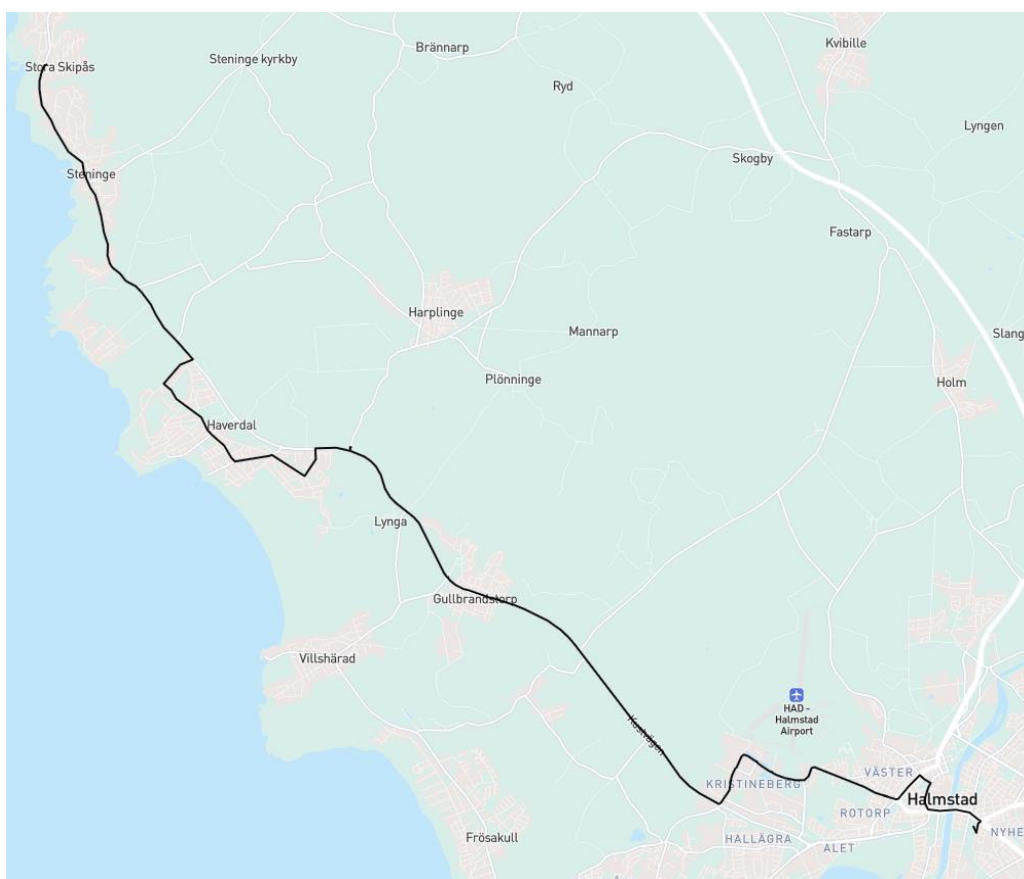 Brännarp
Kvibille
Steninge kyrkby
Stora Skipås
Ryd
Lyngen
Skogby
Steninge
Fastarp
Harplinge
Mannarp
Slang
Plönninge
Holm
Haverdal
Lynga
Gullbrandstorp
Villshärad
HAD -
Halmstad
Airport
Kustvägen
VÄSTER
KRISTINEBERG
Halmstad
ROTORP
NYHE
Frösakull
HALLÄGRA
ALET